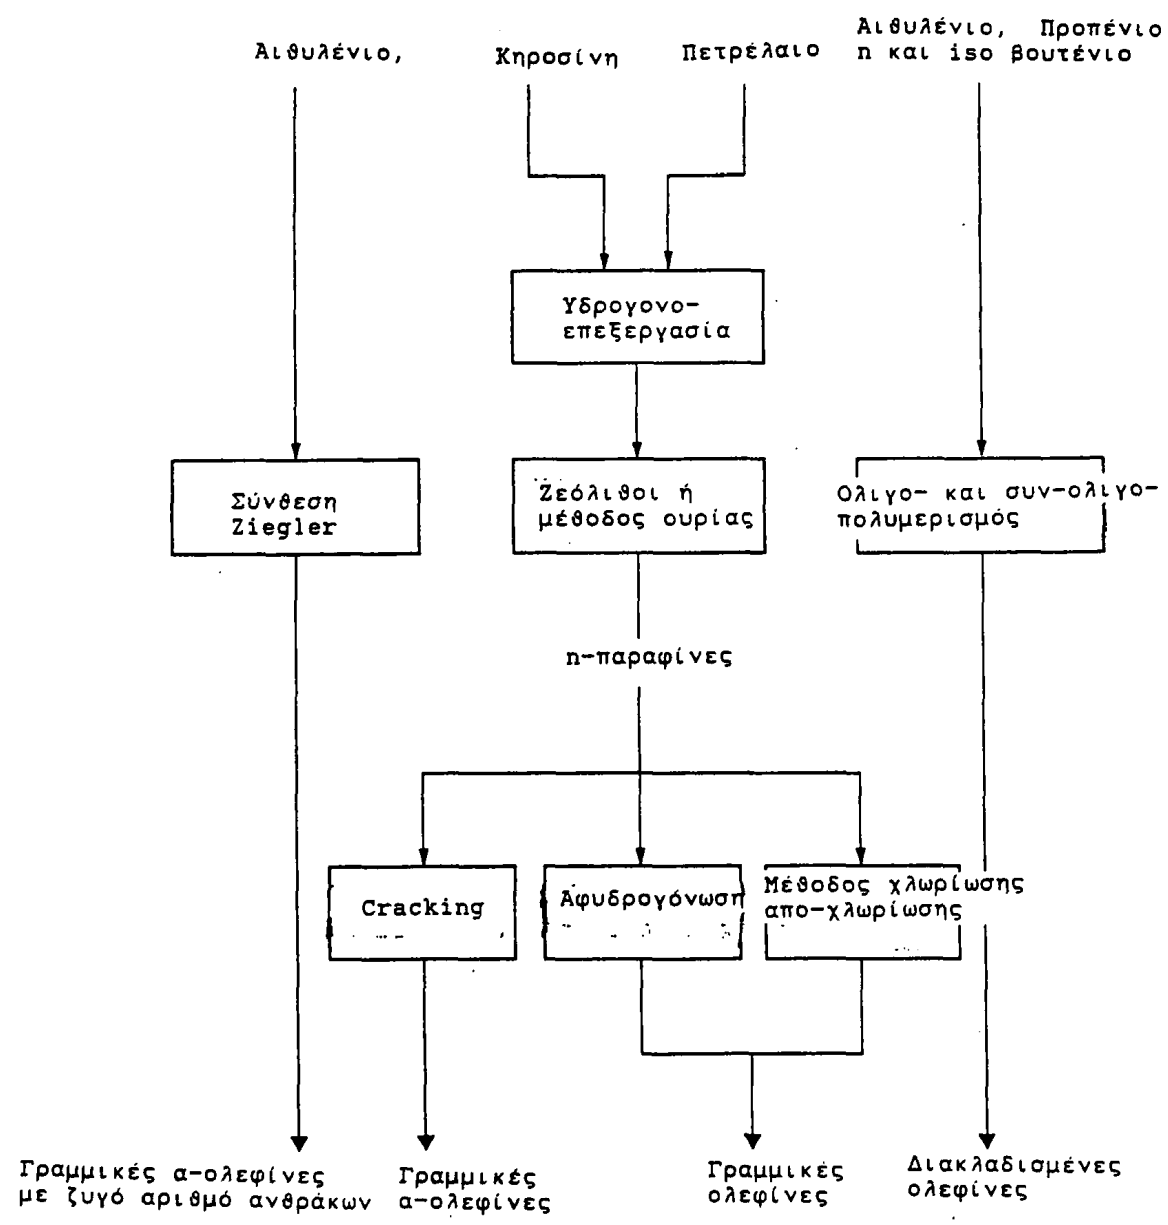 Αιθυλένιο,
Κηροσίνη
Πετρέλαιο
Αιθυλένιο, Προπένιο
n και iso βουτένιο
Υδρογονο-
επεξεργασία
Σύνθεση
Ziegler
Ζεόλιθοι ή
μέθοδος ουρίας
Ολιγο- και συν-ολιγο-
πολυμερισμός
n-παραφίνες
Cracking
Αφυδρογόνωση
Μέθοδος χλωρίωσης
απο-χλωρίωσης
Γραμμικές α-ολεφίνες
με ζυγό αριθμό ανθράκων
Γραμμικές
α-ολεφίνες
Γραμμικές
ολεφίνες
Διακλαδισμένες
ολεφίνες